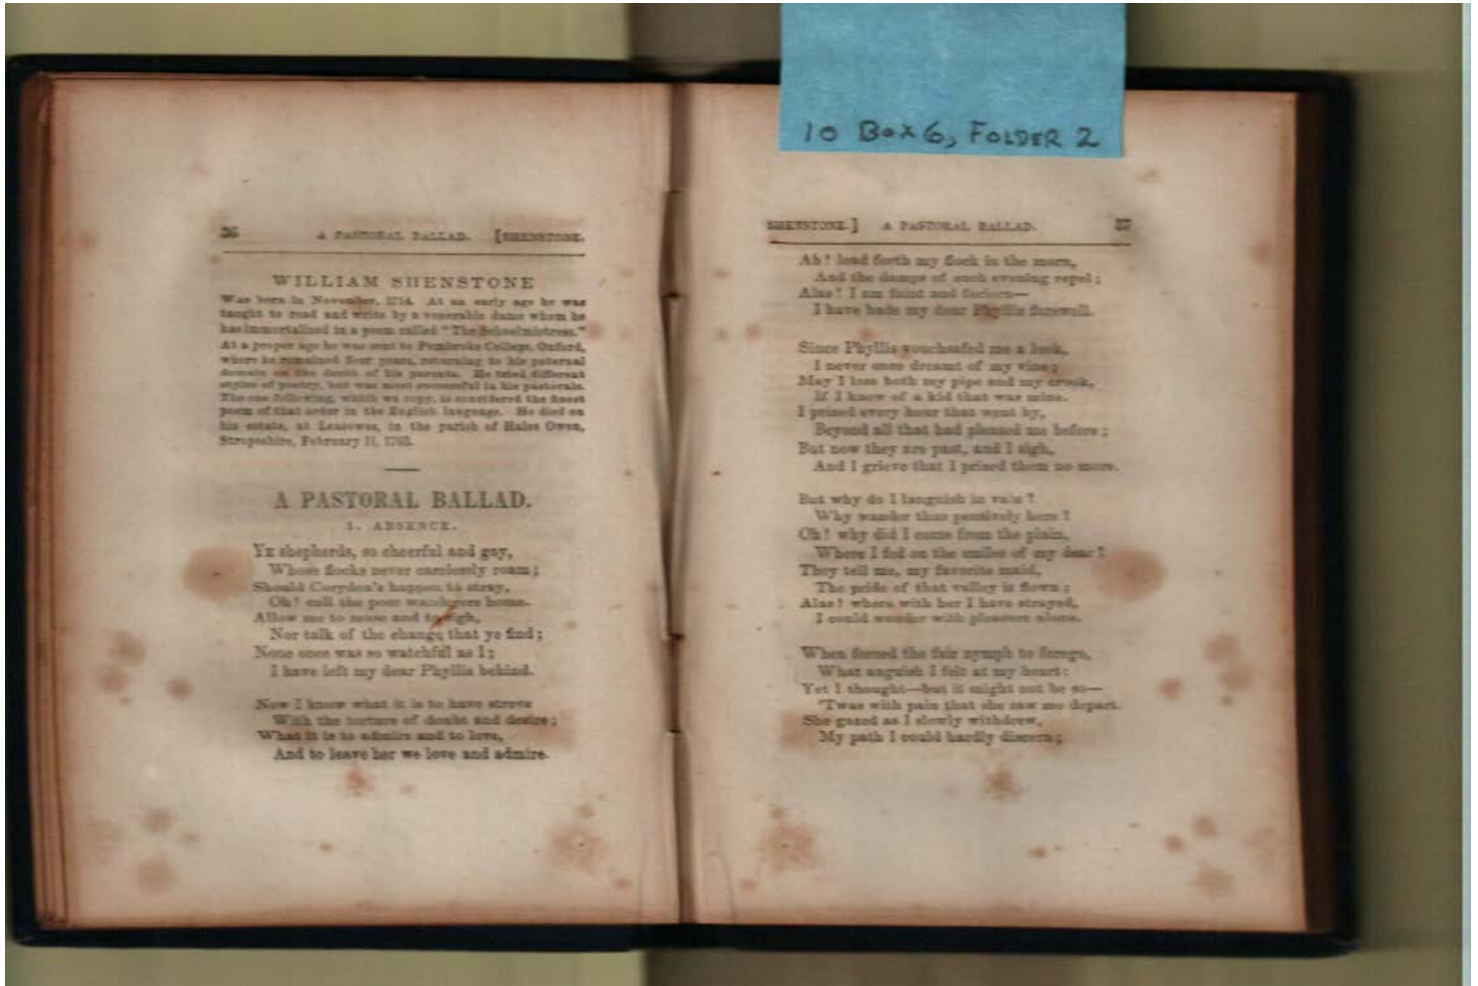 10 Box 6, FOLDER 2
36 A PASTORAL BALLAD. [SHENSTONE.
WILLIAM SHENSTONE
Was born in November, 1714. At an early age he was
taught to read and write by a venerable dame whom he
has immortalized in a poem called "The Schoolmistress."
At a proper age he was sent to Pembroke College, Oxford,
where he remained four years, returning to his paternal
domain on the death of his parents. He tried different
styles of poetry, but was most successful in his pastorals.
The one following, which we copy, is considered the finest
poem of that order in the English language. He died on
his estate, at Leasowes, in the parish of Hales Owen,
Shropshire, February 11, 1763.
A PASTORAL BALLAD.
I. ABSENCE.
YE shepherds, so cheerful and gay,
Whose flocks never carelessly roam;
Should Corydon's happen to stray,
Oh! call the poor wanderers home.
Allow me to muse and to sigh,
Nor talk of the change that ye find;
None once was so watchful as I;
I have left my dear Phyllis behind.
Now I know what it is to have strove
With the torture of doubt and desire;
What it is to admire and to love,
And to leave her we love and admire.
SHENSTONE.] A PASTORAL BALLAD. 37
Ah! lead forth my flock in the morn,
And the damps of each evening repel;
Alas! I am faint and forlorn—
I have bade my dear Phyllis farewell.
Since Phyllis vouchsafed me a look,
I never once dreamt of my vine;
May I lose both my pipe and my crook,
If I knew of a kid that was mine.
I prized every hour that went by,
Beyond all that had pleased me before;
But now they are past, and I sigh,
And I grieve that I prized them no more.
But why do I languish in vain?
Why wander thus pensively here?
Oh! why did I come from the plain,
Where I fed on the smiles of my dear?
They tell me, my favorite maid,
The pride of that valley is flown;
Alas! where with her I have strayed,
I could wander with pleasure alone.
When forced the fair nymph to forego,
What anguish I felt at my heart:
Yet I thought—but it might not be so—
'Twas with pain that she saw me depart.
She gazed as I slowly withdrew,
My path I could hardly discern;